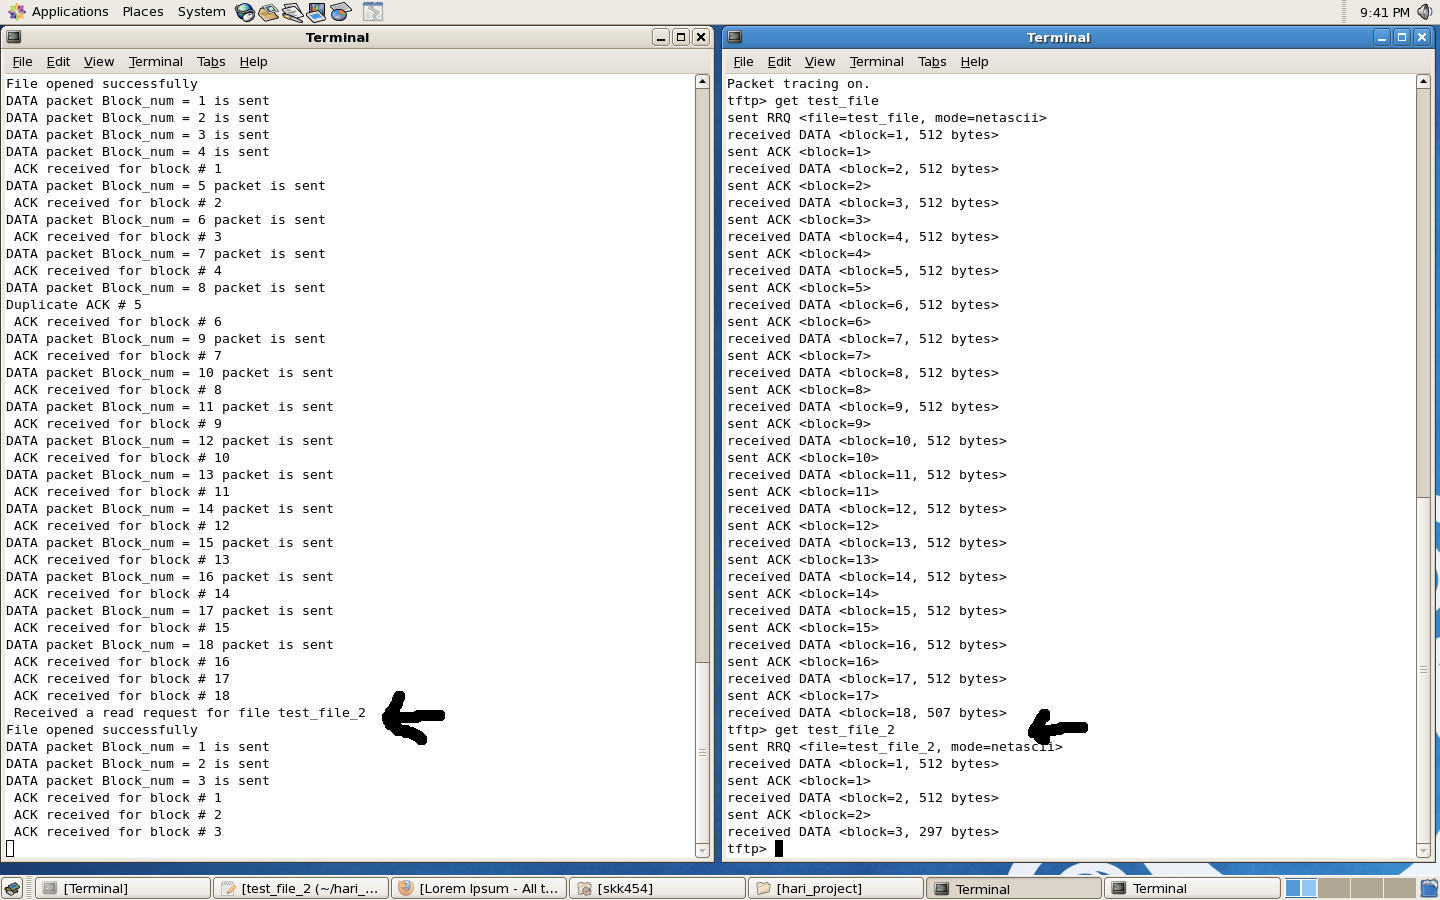 Applications Places System 9:41 PM
Terminal
File Edit View Terminal Tabs Help
File opened successfully
DATA packet Block_num = 1 is sent
DATA packet Block_num = 2 is sent
DATA packet Block_num = 3 is sent
DATA packet Block_num = 4 is sent
ACK received for block # 1
DATA packet Block_num = 5 packet is sent
ACK received for block # 2
DATA packet Block_num = 6 packet is sent
ACK received for block # 3
DATA packet Block_num = 7 packet is sent
ACK received for block # 4
DATA packet Block_num = 8 packet is sent
Duplicate ACK # 5
ACK received for block # 6
DATA packet Block_num = 9 packet is sent
ACK received for block # 7
DATA packet Block_num = 10 packet is sent
ACK received for block # 8
DATA packet Block_num = 11 packet is sent
ACK received for block # 9
DATA packet Block_num = 12 packet is sent
ACK received for block # 10
DATA packet Block_num = 13 packet is sent
ACK received for block # 11
DATA packet Block_num = 14 packet is sent
ACK received for block # 12
DATA packet Block_num = 15 packet is sent
ACK received for block # 13
DATA packet Block_num = 16 packet is sent
ACK received for block # 14
DATA packet Block_num = 17 packet is sent
ACK received for block # 15
DATA packet Block_num = 18 packet is sent
ACK received for block # 16
ACK received for block # 17
ACK received for block # 18
Received a read request for file test_file_2
File opened successfully
DATA packet Block_num = 1 is sent
DATA packet Block_num = 2 is sent
DATA packet Block_num = 3 is sent
ACK received for block # 1
ACK received for block # 2
ACK received for block # 3
Terminal
File Edit View Terminal Tabs Help
Packet tracing on.
tftp> get test_file
sent RRQ <file=test_file, mode=netascii>
received DATA <block=1, 512 bytes>
sent ACK <block=1>
received DATA <block=2, 512 bytes>
sent ACK <block=2>
received DATA <block=3, 512 bytes>
sent ACK <block=3>
received DATA <block=4, 512 bytes>
sent ACK <block=4>
received DATA <block=5, 512 bytes>
sent ACK <block=5>
received DATA <block=6, 512 bytes>
sent ACK <block=6>
received DATA <block=7, 512 bytes>
sent ACK <block=7>
received DATA <block=8, 512 bytes>
sent ACK <block=8>
received DATA <block=9, 512 bytes>
sent ACK <block=9>
received DATA <block=10, 512 bytes>
sent ACK <block=10>
received DATA <block=11, 512 bytes>
sent ACK <block=11>
received DATA <block=12, 512 bytes>
sent ACK <block=12>
received DATA <block=13, 512 bytes>
sent ACK <block=13>
received DATA <block=14, 512 bytes>
sent ACK <block=14>
received DATA <block=15, 512 bytes>
sent ACK <block=15>
received DATA <block=16, 512 bytes>
sent ACK <block=16>
received DATA <block=17, 512 bytes>
sent ACK <block=17>
received DATA <block=18, 507 bytes>
tftp> get test_file_2
sent RRQ <file=test_file_2, mode=netascii>
received DATA <block=1, 512 bytes>
sent ACK <block=1>
received DATA <block=2, 512 bytes>
sent ACK <block=2>
received DATA <block=3, 297 bytes>
tftp>
[Terminal] [test_file_2 (~/hari_... [Lorem Ipsum - All t... [skk454] [hari_project] Terminal Terminal